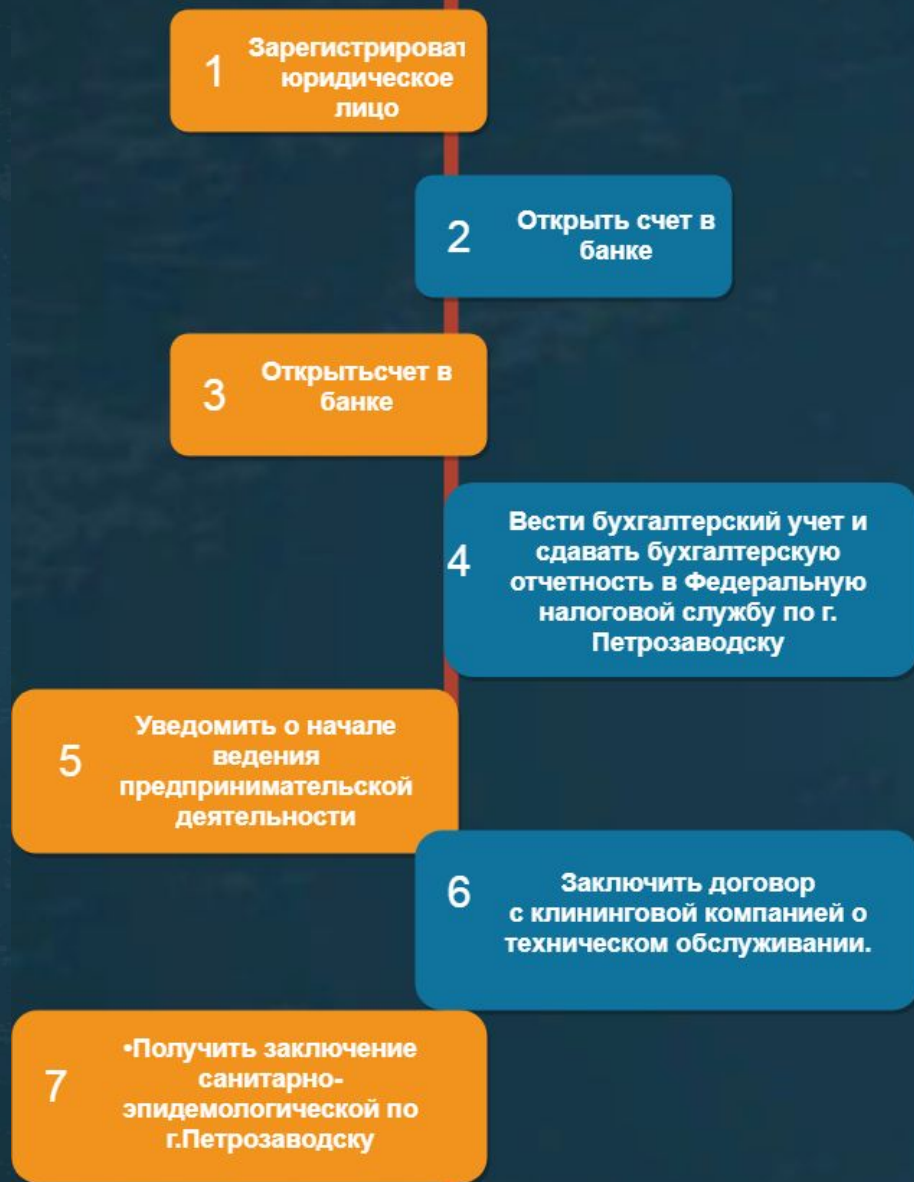 1
Зарегистрироват
юридическое
лицо
2
Открыть счет в
банке
3
Открытьсчет в
банке
4
Вести бухгалтерский учет и
сдавать бухгалтерскую
отчетность в Федеральную
налоговой службу по г.
Петрозаводску
5
Уведомить о начале
ведения
предпринимательской
деятельности
6
Заключить договор
с клининговой компанией о
техническом обслуживании.
7
•Получить заключение
санитарно-
эпидемологической по
г.Петрозаводску